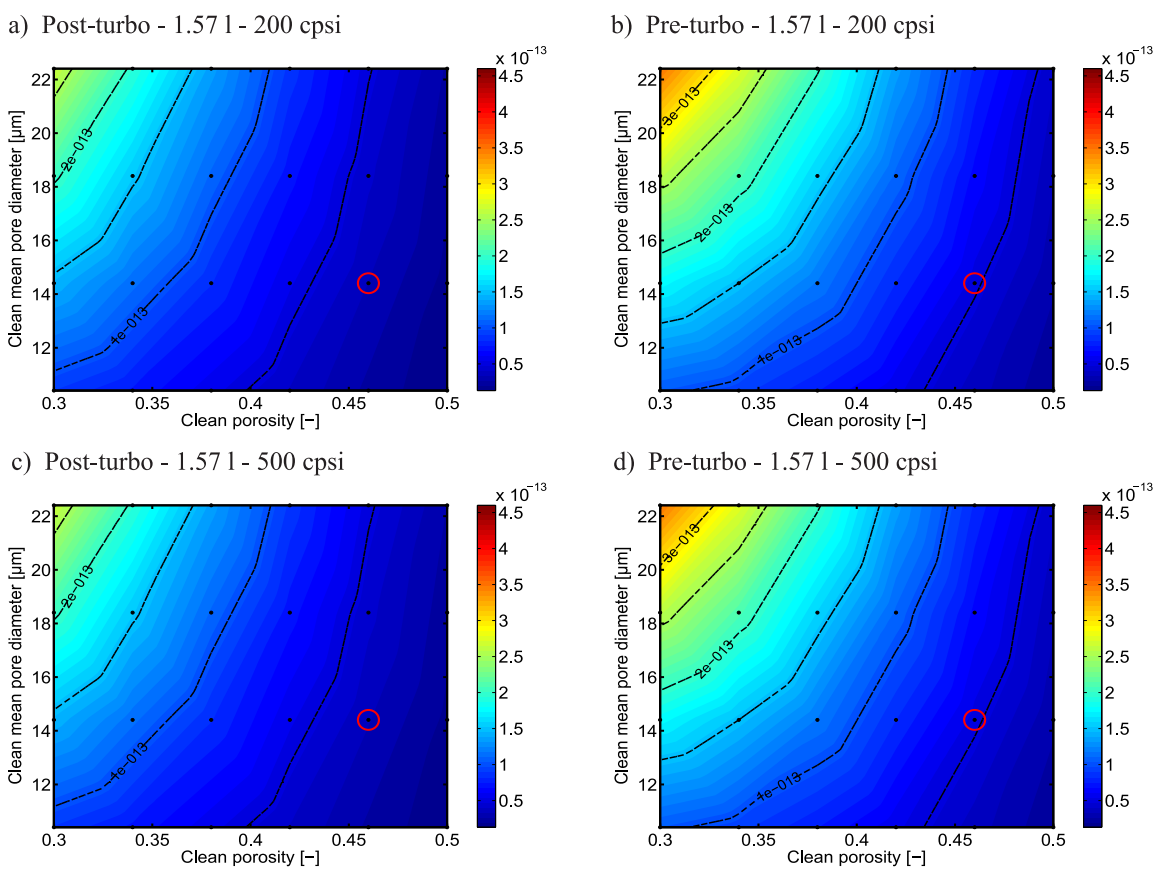 a) Post-turbo - 1.57 l - 200 cpsi
x 10⁻¹³
22
20
18
16
14
12
0.3 0.35 0.4 0.45 0.5
Clean porosity [−]
Clean mean pore diameter [µm]
2e−013
1e−013
4.5
4
3.5
3
2.5
2
1.5
1
0.5
b) Pre-turbo - 1.57 l - 200 cpsi
x 10⁻¹³
22
20
18
16
14
12
0.3 0.35 0.4 0.45 0.5
Clean porosity [−]
Clean mean pore diameter [µm]
3e−013
2e−013
1e−013
4.5
4
3.5
3
2.5
2
1.5
1
0.5
c) Post-turbo - 1.57 l - 500 cpsi
x 10⁻¹³
22
20
18
16
14
12
0.3 0.35 0.4 0.45 0.5
Clean porosity [−]
Clean mean pore diameter [µm]
2e−013
1e−013
4.5
4
3.5
3
2.5
2
1.5
1
0.5
d) Pre-turbo - 1.57 l - 500 cpsi
x 10⁻¹³
22
20
18
16
14
12
0.3 0.35 0.4 0.45 0.5
Clean porosity [−]
Clean mean pore diameter [µm]
3e−013
2e−013
1e−013
4.5
4
3.5
3
2.5
2
1.5
1
0.5